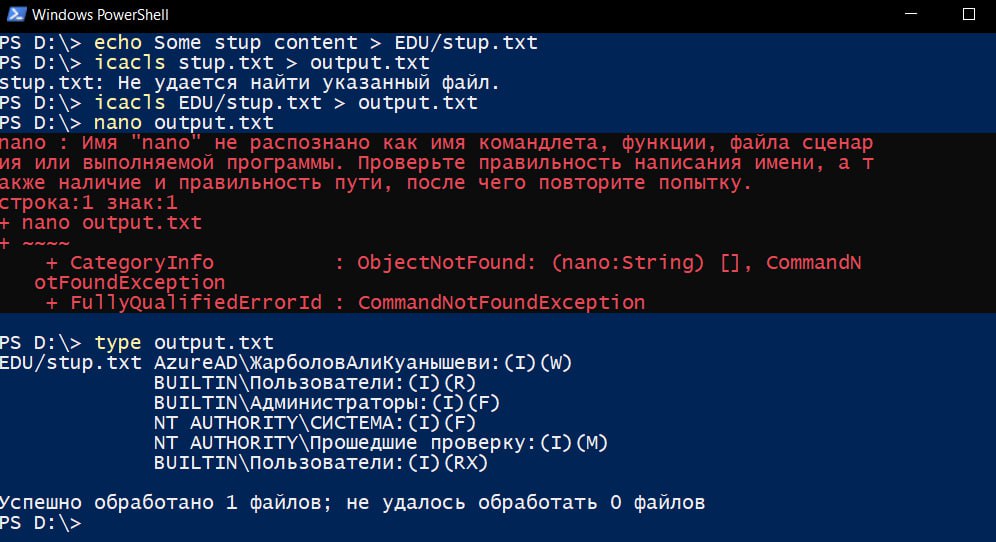 Windows PowerShell
PS D:\> echo Some stup content > EDU/stup.txt
PS D:\> icacls stup.txt > output.txt
stup.txt: Не удается найти указанный файл.
PS D:\> icacls EDU/stup.txt > output.txt
PS D:\> nano output.txt
nano : Имя "nano" не распознано как имя командлета, функции, файла сценар
ия или выполняемой программы. Проверьте правильность написания имени, а т
акже наличие и правильность пути, после чего повторите попытку.
строка:1 знак:1
+ nano output.txt
+ ~~~~
    + CategoryInfo          : ObjectNotFound: (nano:String) [], CommandN
   otFoundException
    + FullyQualifiedErrorId : CommandNotFoundException
PS D:\> type output.txt
EDU/stup.txt AzureAD\ЖарболовАлиКуанышеви:(I)(W)
             BUILTIN\Пользователи:(I)(R)
             BUILTIN\Администраторы:(I)(F)
             NT AUTHORITY\СИСТЕМА:(I)(F)
             NT AUTHORITY\Прошедшие проверку:(I)(M)
             BUILTIN\Пользователи:(I)(RX)
Успешно обработано 1 файлов; не удалось обработать 0 файлов
PS D:\>